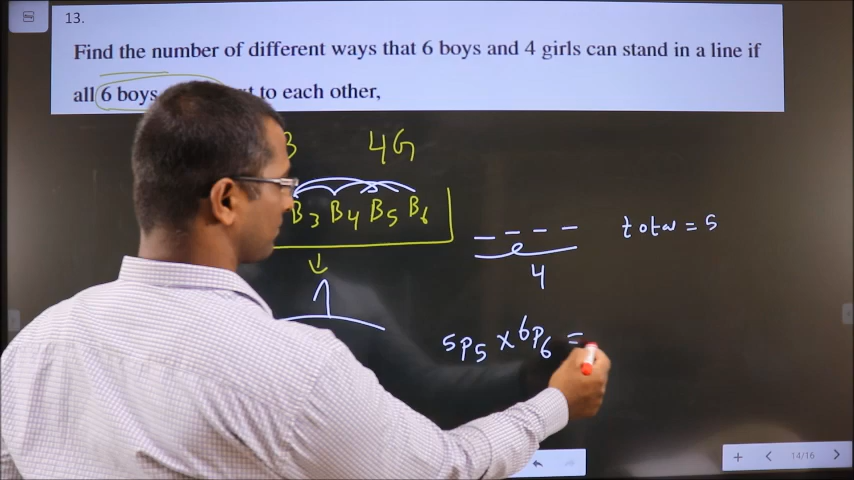 13.
Find the number of different ways that 6 boys and 4 girls can stand in a line if
all 6 boys to each other,
4G
B3 B4 B5 B6
total = 5
4
1
5P5 x 6P6 =
14/16